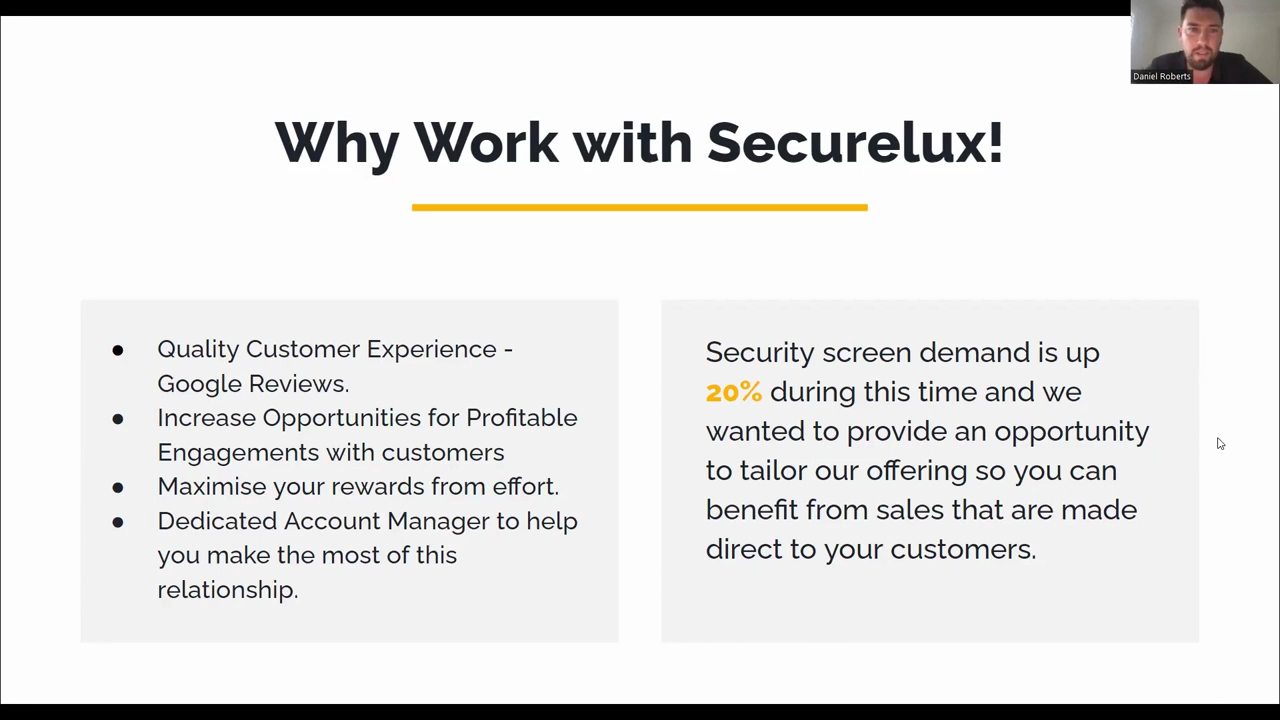 Daniel Roberts
Why Work with Securelux!
● Quality Customer Experience -
Google Reviews.
● Increase Opportunities for Profitable
Engagements with customers
● Maximise your rewards from effort.
● Dedicated Account Manager to help
you make the most of this
relationship.
Security screen demand is up
20% during this time and we
wanted to provide an opportunity
to tailor our offering so you can
benefit from sales that are made
direct to your customers.